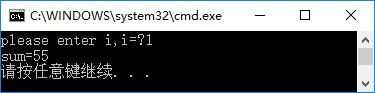 C:\WINDOWS\system32\cmd.exe
please enter i,i=?1
sum=55
请按任意键继续. . .